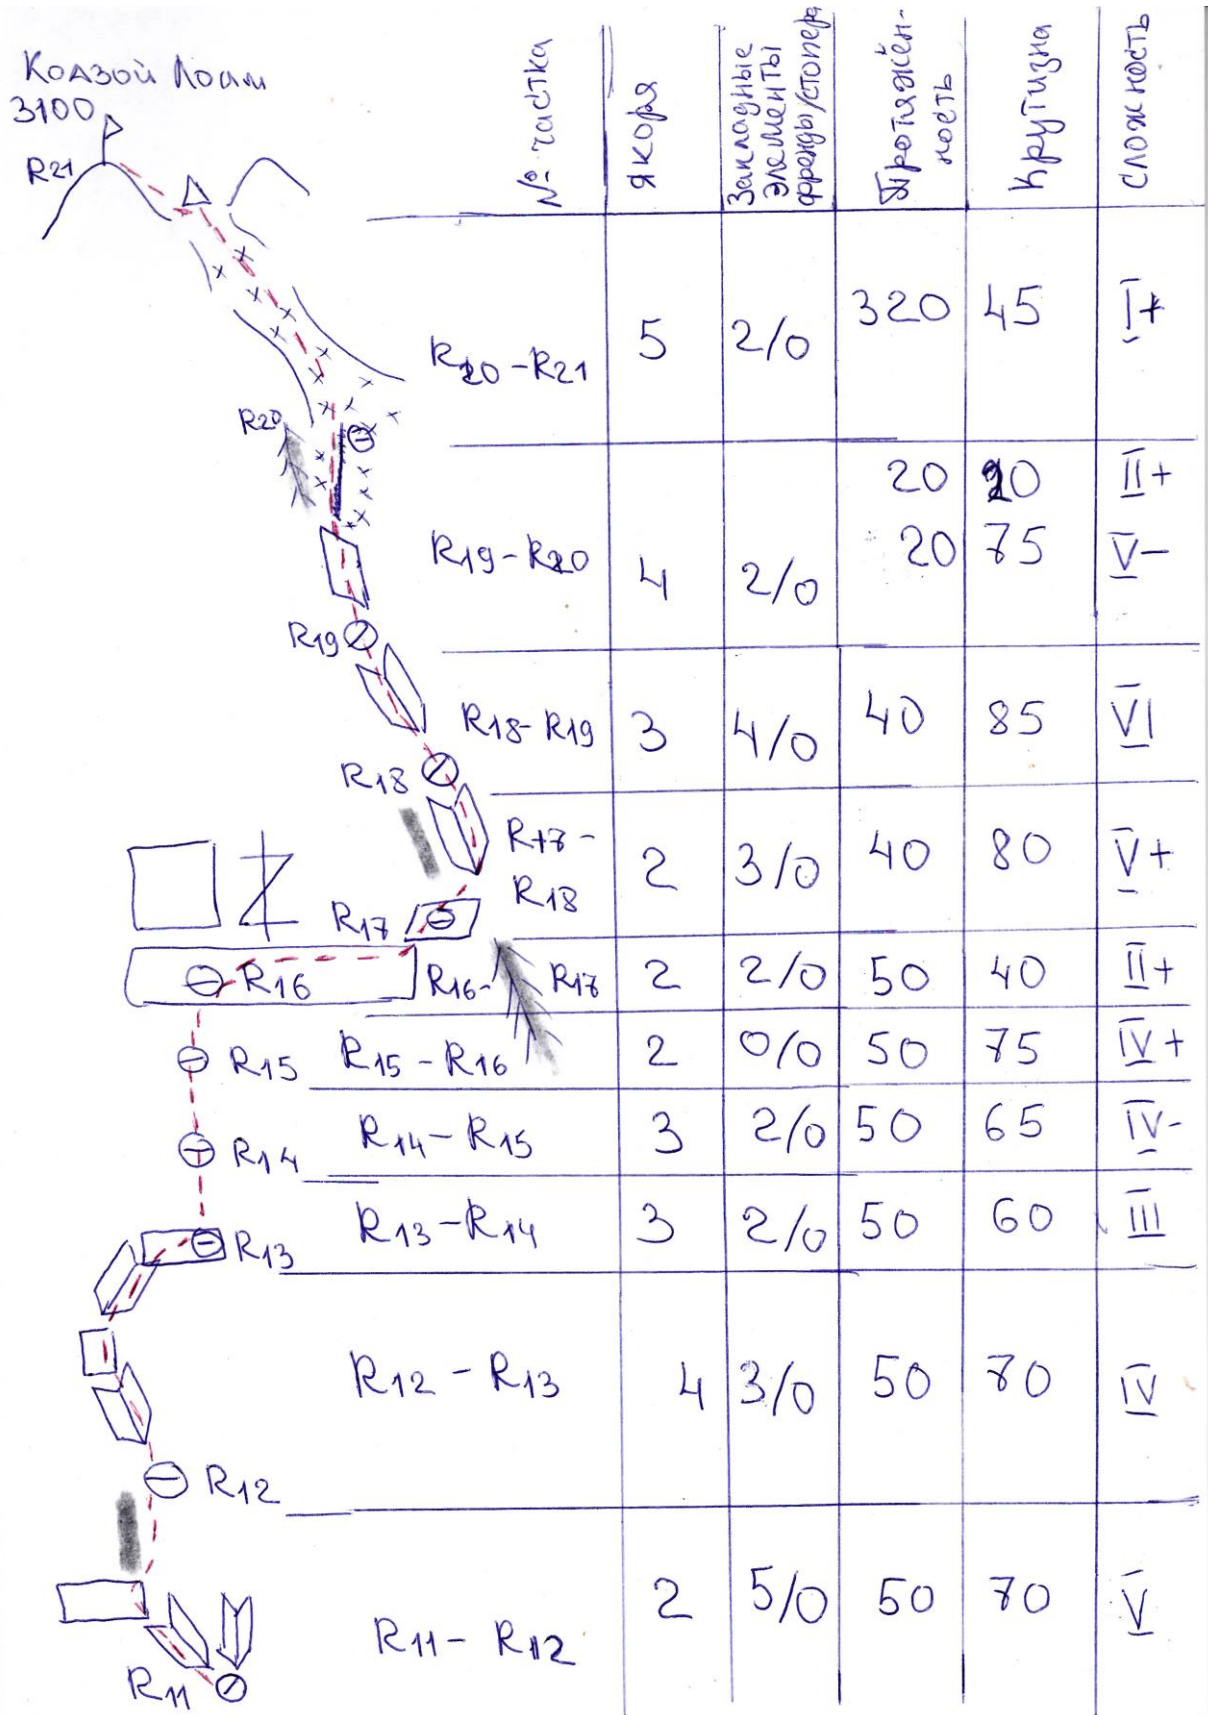 Коазой Лоам
3100
R21
№ участка
Якоря
Закладные элементы френды/стопера
Протяжён-
ность
Крутизна
Сложность
R20-R21 5 2/0 320 45 I+
R20
20 90 II+
R19-R20 4 2/0 20 75 V-
R19
R18-R19 3 4/0 40 85 VI
R18
R17-
R18 2 3/0 40 80 V+
R17
R16
R16-R17 2 2/0 50 40 II+
R15
R15-R16 2 0/0 50 75 IV+
R14
R14-R15 3 2/0 50 65 IV-
R13
R13-R14 3 2/0 50 60 III
R12-R13 4 3/0 50 70 IV
R12
R11-R12 2 5/0 50 70 V
R11